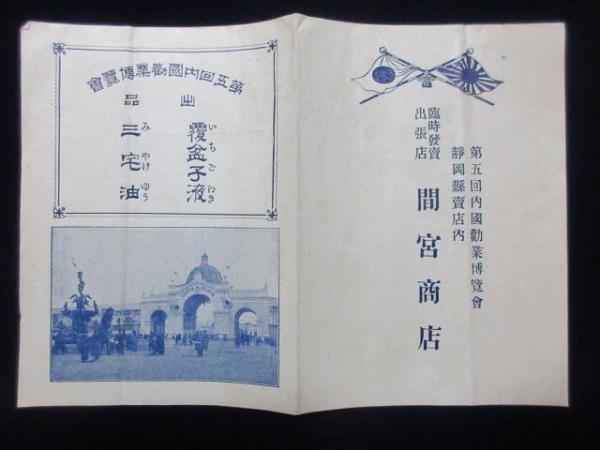 第五回内國勸業博覽會
靜岡縣賣店内
臨時發賣
出張店
間宮商店
第五回内國勸業博覽會
出品
覆盆子液
いちごゑき
三宅油
みやけゆう